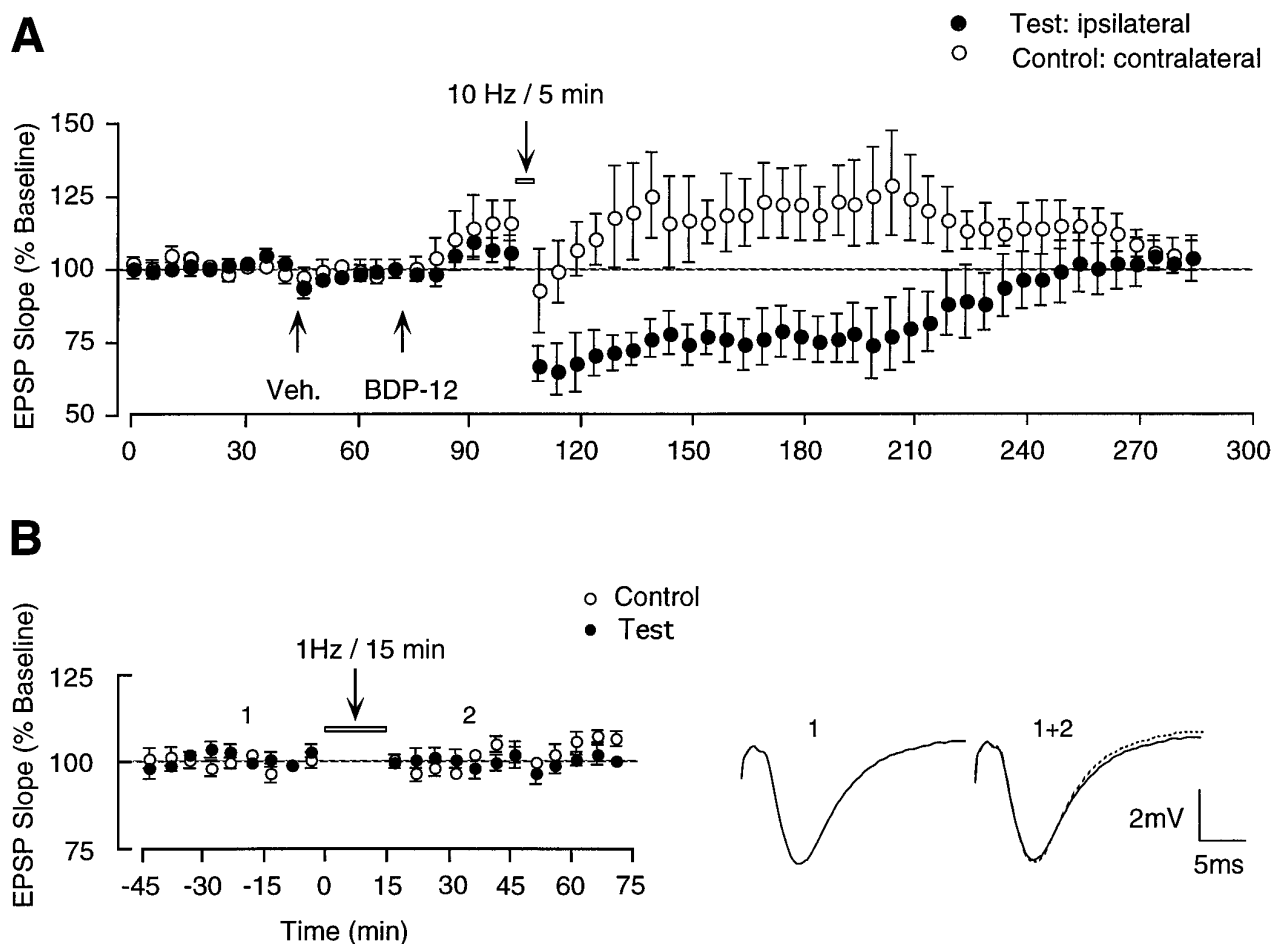 A
Test: ipsilateral
Control: contralateral
10 Hz / 5 min
EPSP Slope (% Baseline)
150
125
100
75
50
Veh.
BDP-12
0 30 60 90 120 150 180 210 240 270 300
B
Control
Test
1Hz / 15 min
EPSP Slope (% Baseline)
125
100
75
1
2
-45 -30 -15 0 15 30 45 60 75
Time (min)
1
1+2
2mV
5ms